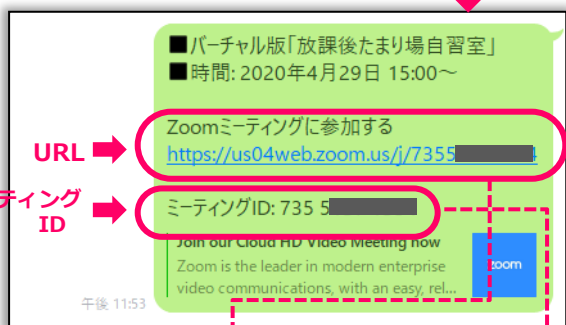 ■バーチャル版「放課後たまり場自習室」
■時間: 2020年4月29日 15:00～
Zoomミーティングに参加する
URL
https://us04web.zoom.us/j/7355 4
ティング
ID
ミーティングID: 735 5
Join our Cloud HD Video Meeting now
Zoom is the leader in modern enterprise
video communications, with an easy, rel...
zoom
午後 11:53